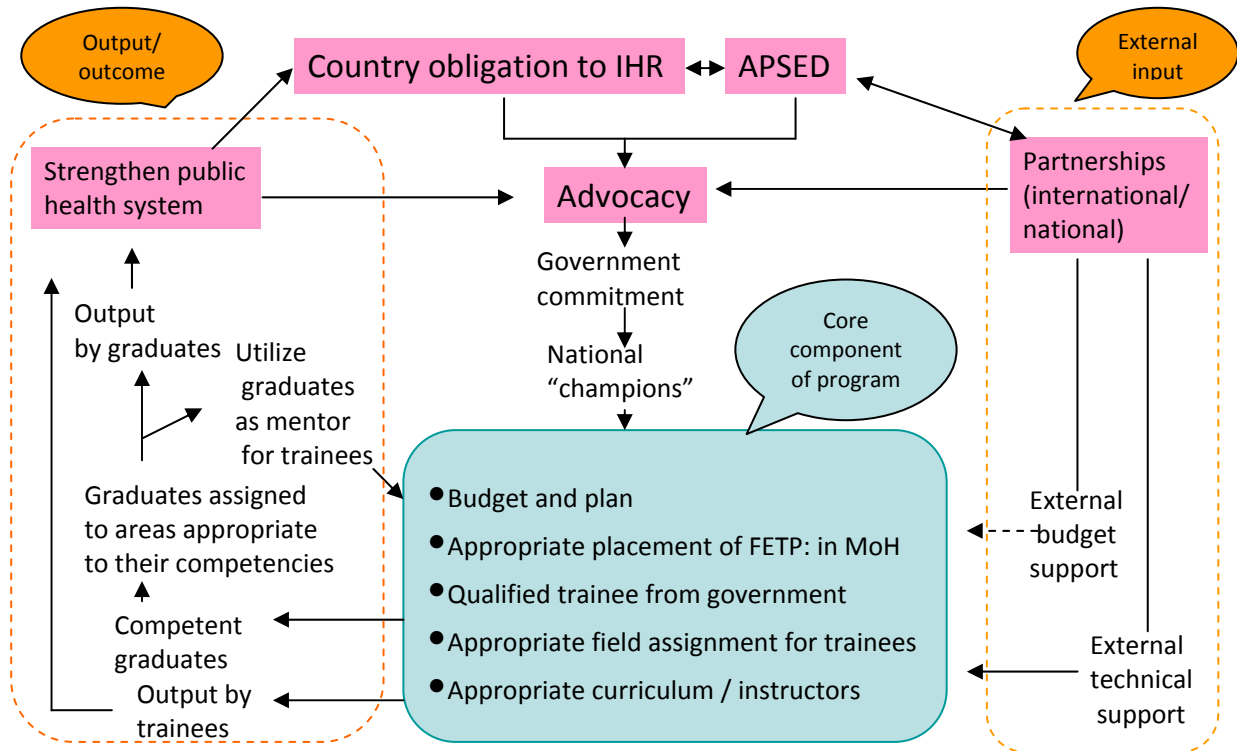 Output/
outcome
Country obligation to IHR
APSED
External
input
Strengthen public
health system
Advocacy
Partnerships
(international/
national)
Government
commitment
Output
by graduates
Utilize
graduates
as mentor
for trainees
National
“champions”
Core
component
of program
Graduates assigned
to areas appropriate
to their competencies
Competent
graduates
Output by
trainees
•Budget and plan
•Appropriate placement of FETP: in MoH
•Qualified trainee from government
•Appropriate field assignment for trainees
•Appropriate curriculum / instructors
External
budget
support
External
technical
support